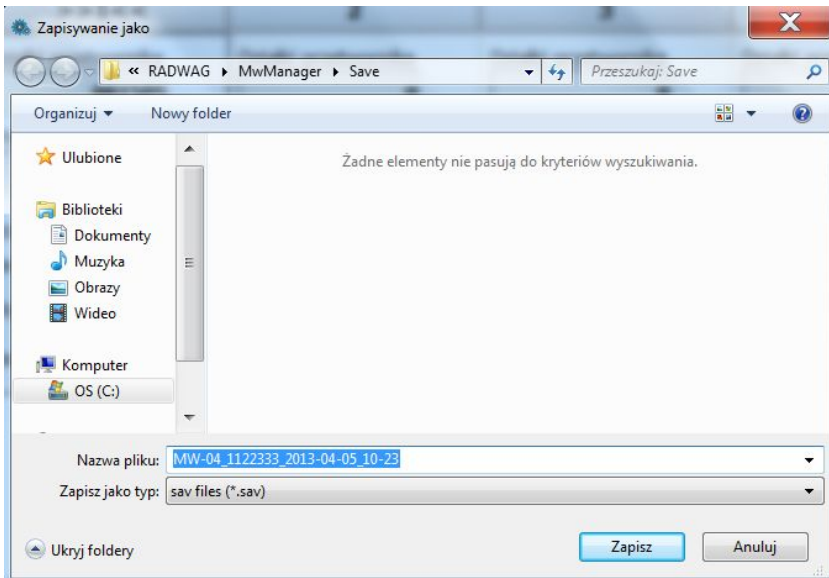 Zapisywanie jako
« RADWAG ▸ MwManager ▸ Save
Przeszukaj: Save
Organizuj
Nowy folder
Ulubione
Biblioteki
Dokumenty
Muzyka
Obrazy
Wideo
Komputer
OS (C:)
Żadne elementy nie pasują do kryteriów wyszukiwania.
Nazwa pliku: MW-04_1122333_2013-04-05_10-23
Zapisz jako typ: sav files (*.sav)
Ukryj foldery
Zapisz
Anuluj